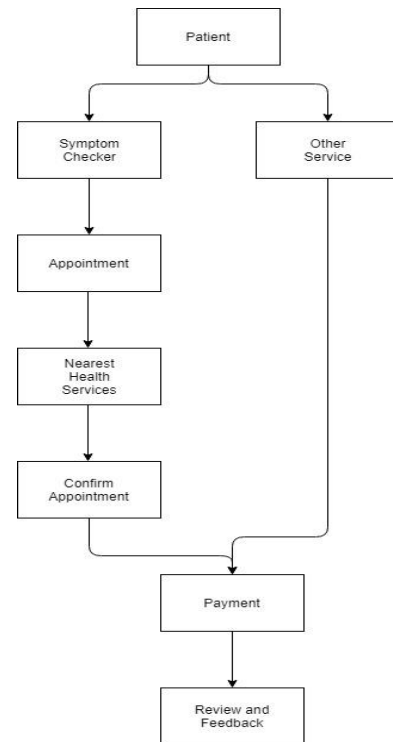 Patient
Symptom
Checker
Other
Service
Appointment
Nearest
Health
Services
Confirm
Appointment
Payment
Review and
Feedback